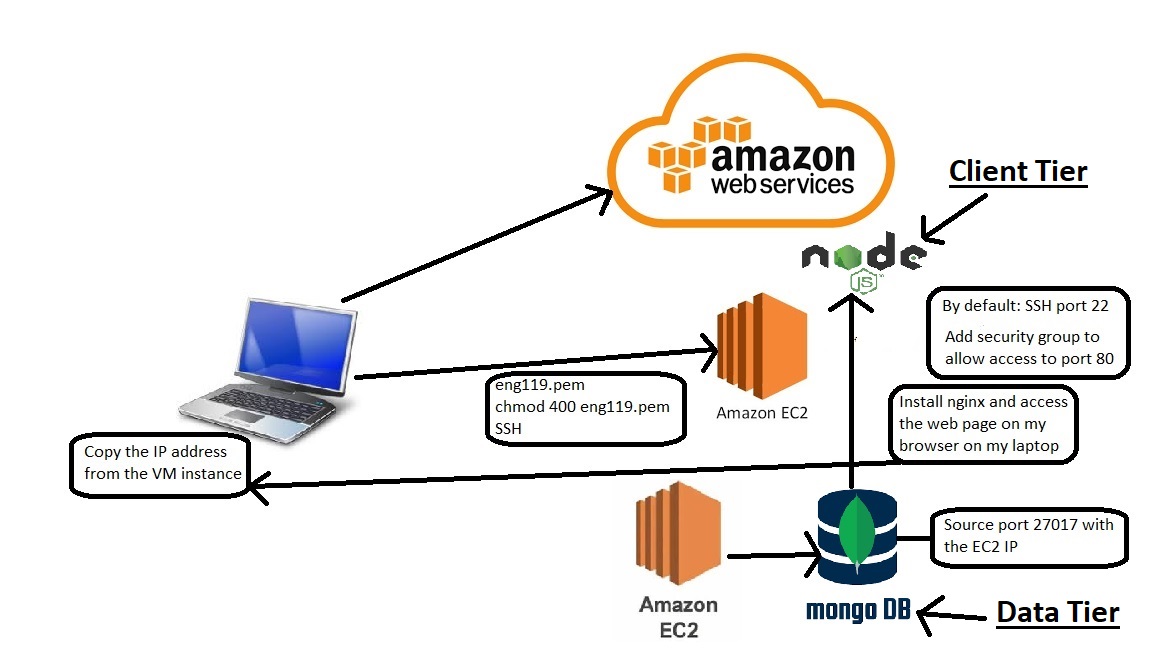 amazon
web services
Client Tier
node
JS
By default: SSH port 22
Add security group to
allow access to port 80
eng119.pem
chmod 400 eng119.pem
SSH
Amazon EC2
Install nginx and access
the web page on my
browser on my laptop
Copy the IP address
from the VM instance
Source port 27017 with
the EC2 IP
Amazon
EC2
mongo DB
Data Tier